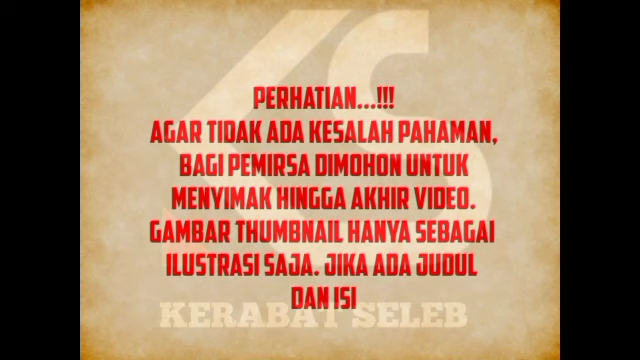 PERHATIAN...!!!
AGAR TIDAK ADA KESALAH PAHAMAN,
BAGI PEMIRSA DIMOHON UNTUK
MENYIMAK HINGGA AKHIR VIDEO.
GAMBAR THUMBNAIL HANYA SEBAGAI
ILUSTRASI SAJA. JIKA ADA JUDUL
DAN ISI
KERABAT SELEB